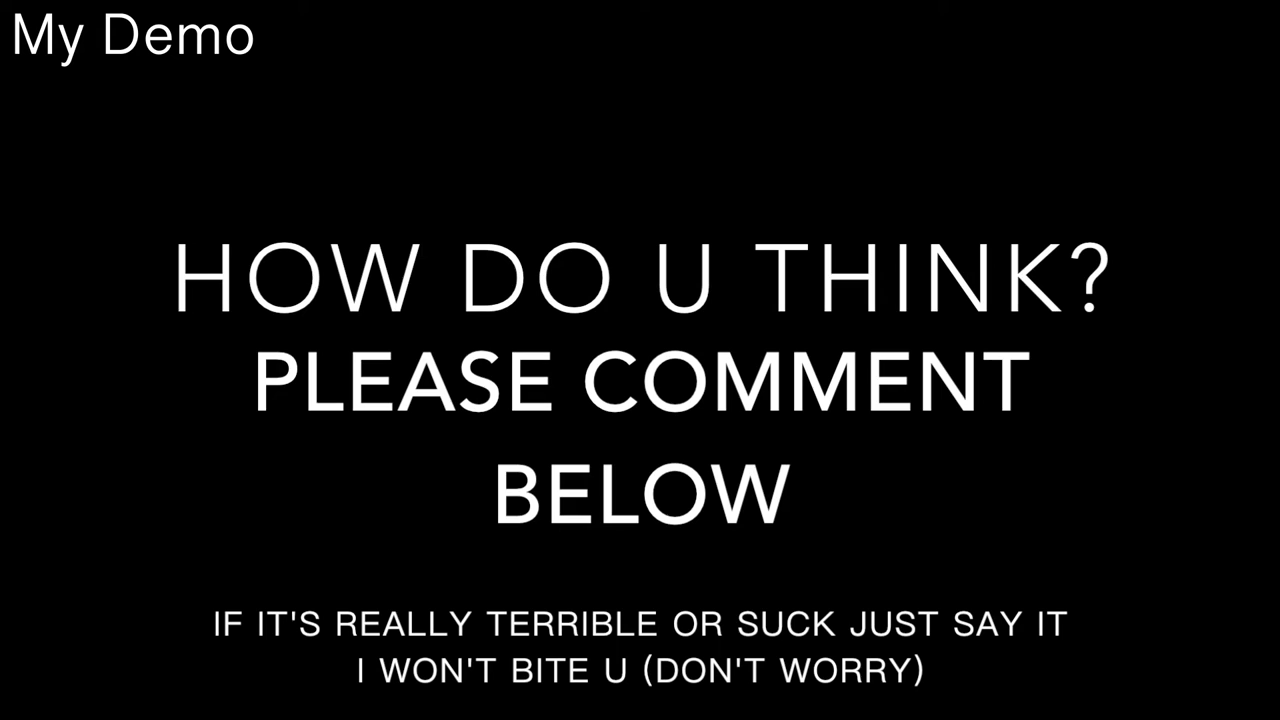 My Demo
HOW DO U THINK?
PLEASE COMMENT
BELOW
IF IT'S REALLY TERRIBLE OR SUCK JUST SAY IT
I WON'T BITE U (DON'T WORRY)